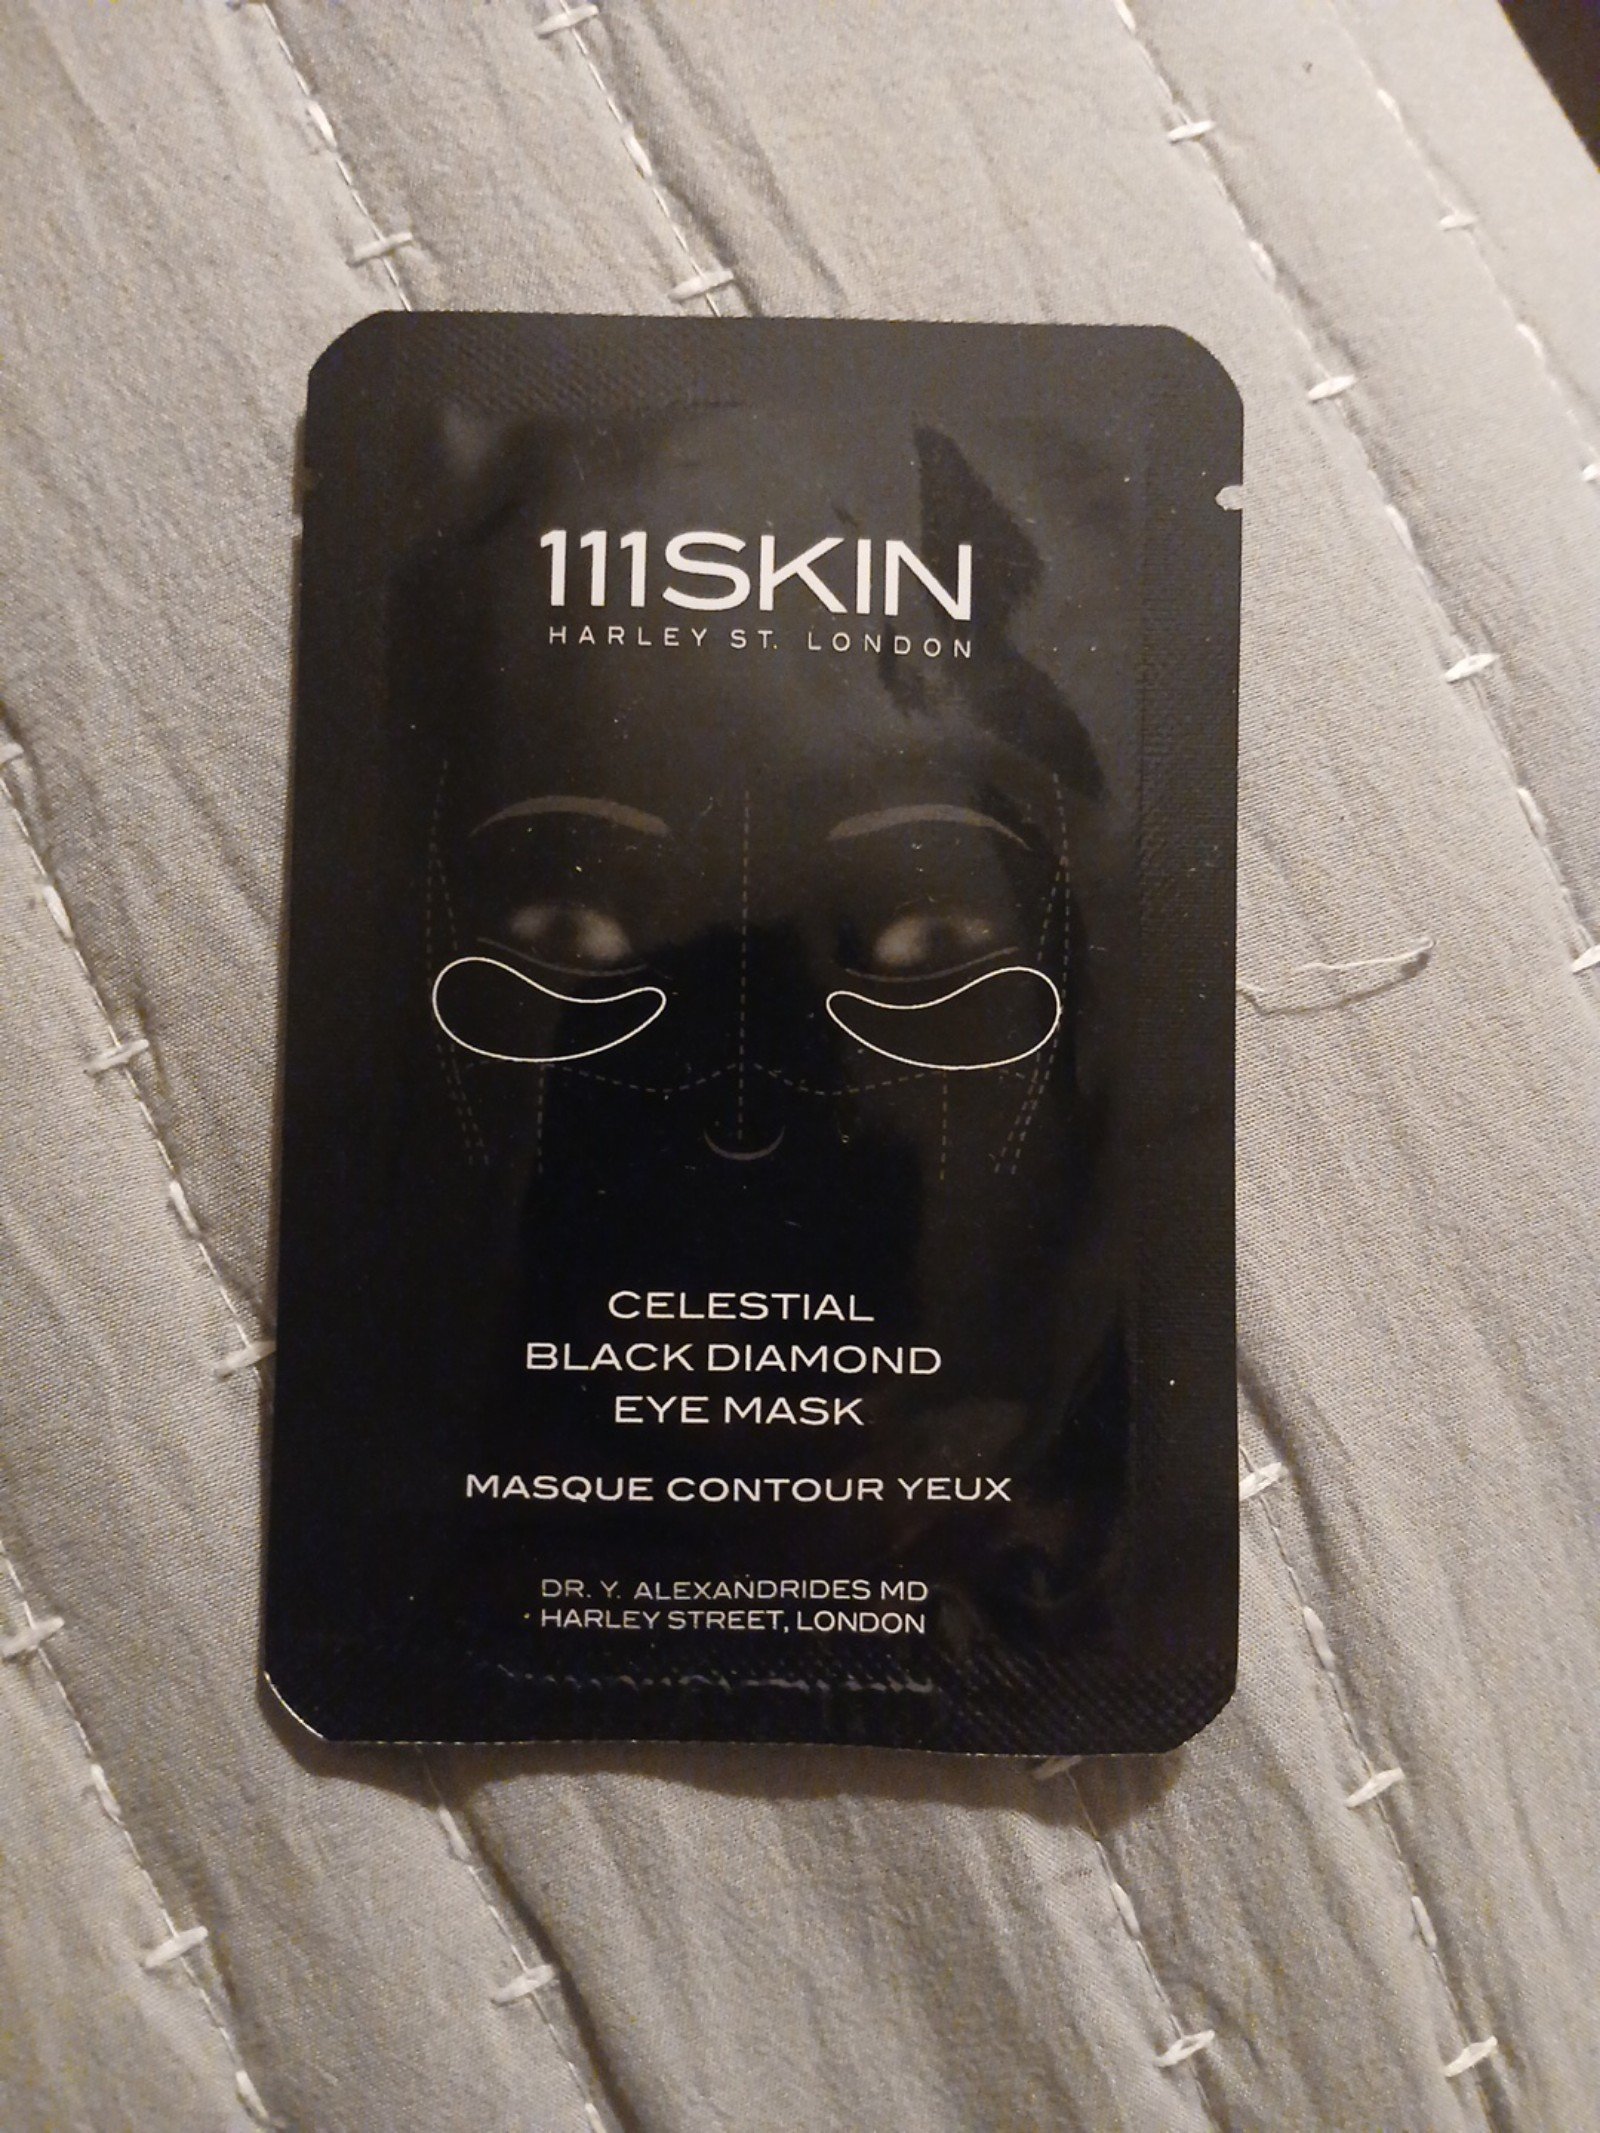 111SKIN
HARLEY ST. LONDON
CELESTIAL
BLACK DIAMOND
EYE MASK
MASQUE CONTOUR YEUX
DR. Y. ALEXANDRIDES MD
HARLEY STREET, LONDON